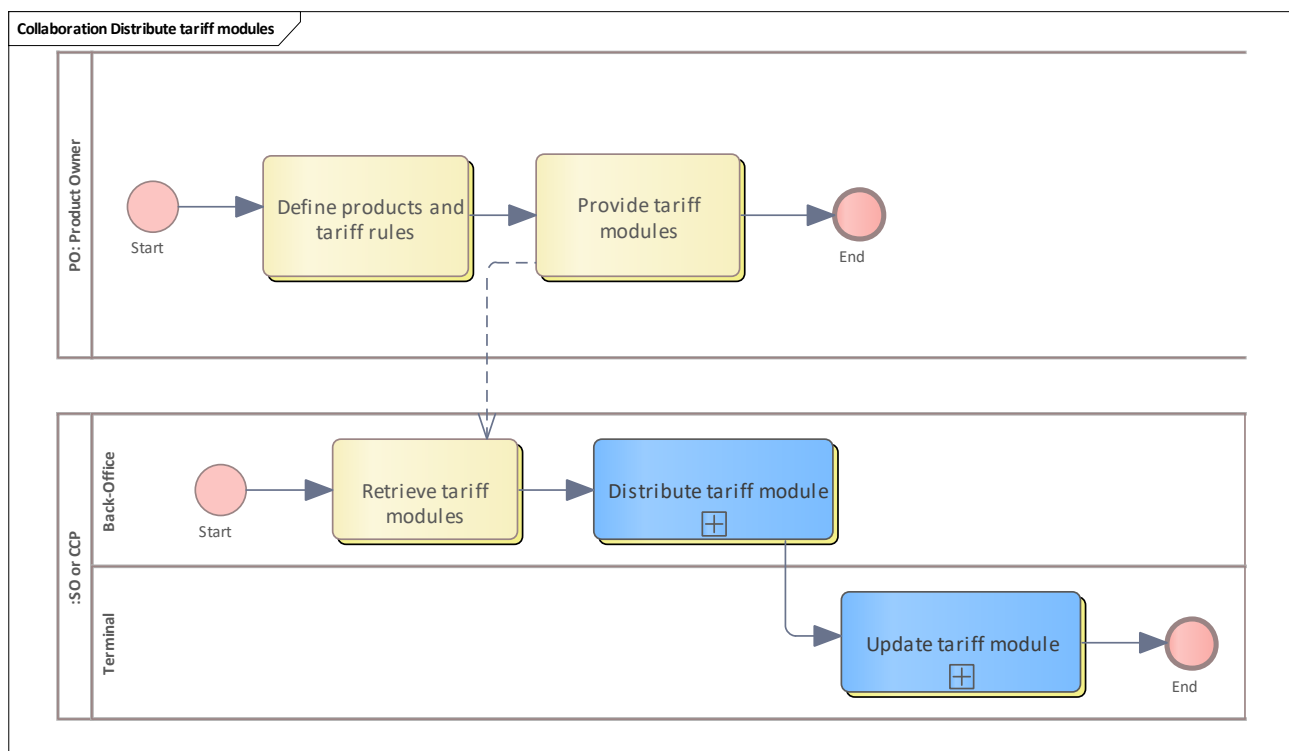 Collaboration Distribute tariff modules
PO: Product Owner
Define products and
tariff rules
Provide tariff
modules
Start
End
:SO or CCP
Back-Office
Retrieve tariff
modules
Distribute tariff module
Start
Terminal
Update tariff module
End